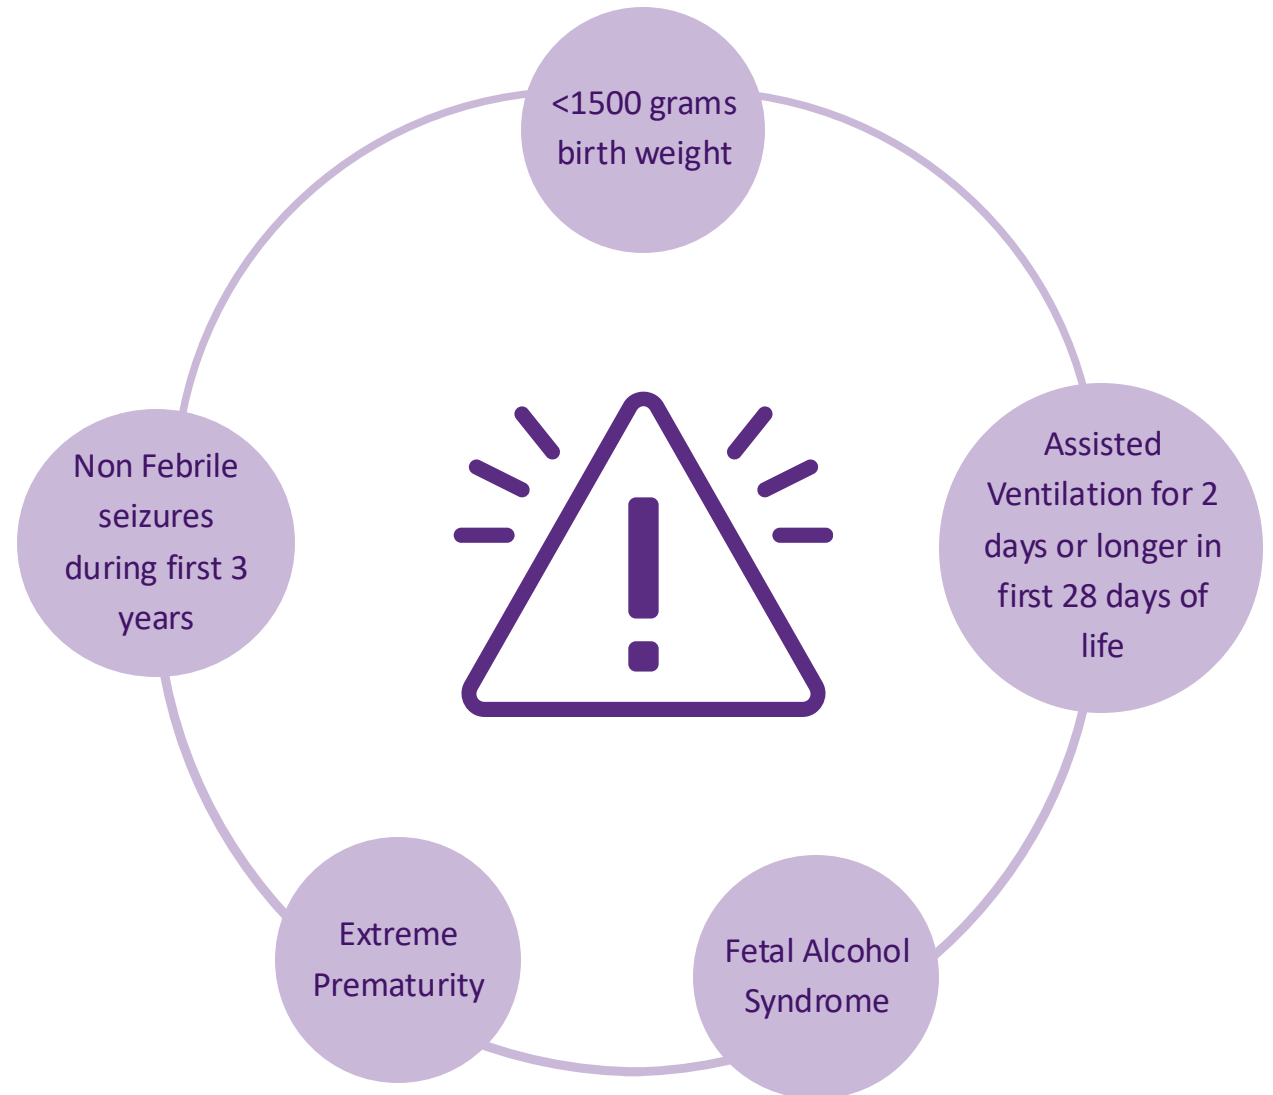 <1500 grams
birth weight
Assisted
Ventilation for 2
days or longer in
first 28 days of
life
Fetal Alcohol
Syndrome
Extreme
Prematurity
Non Febrile
seizures
during first 3
years